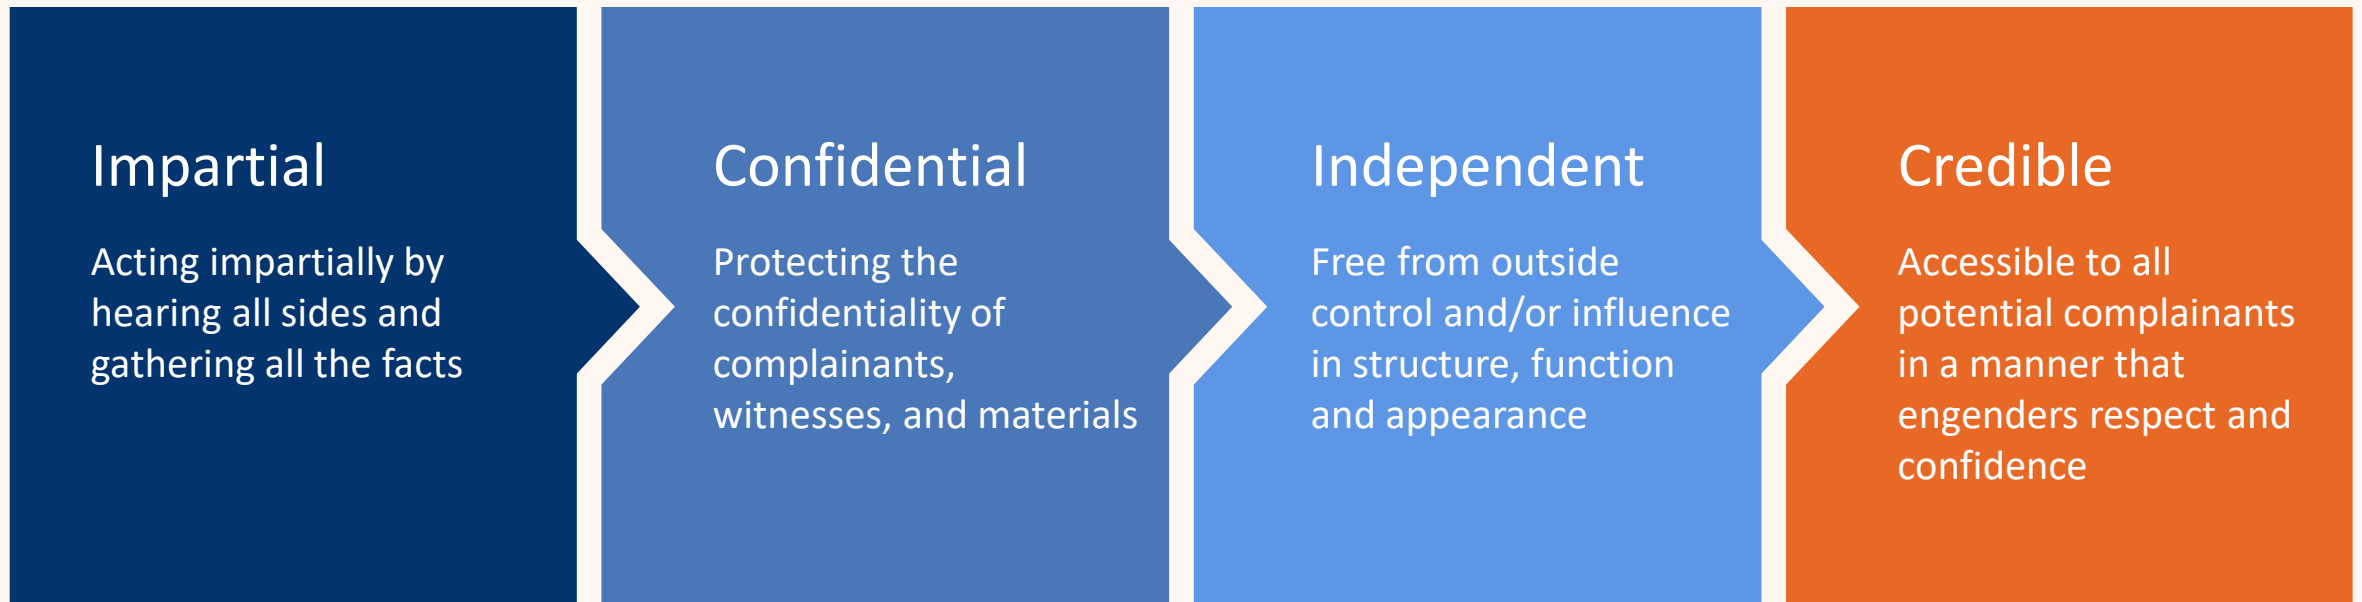 Impartial
Acting impartially by
hearing all sides and
gathering all the facts
Confidential
Protecting the
confidentiality of
complainants,
witnesses, and materials
Independent
Free from outside
control and/or influence
in structure, function
and appearance
Credible
Accessible to all
potential complainants
in a manner that
engenders respect and
confidence